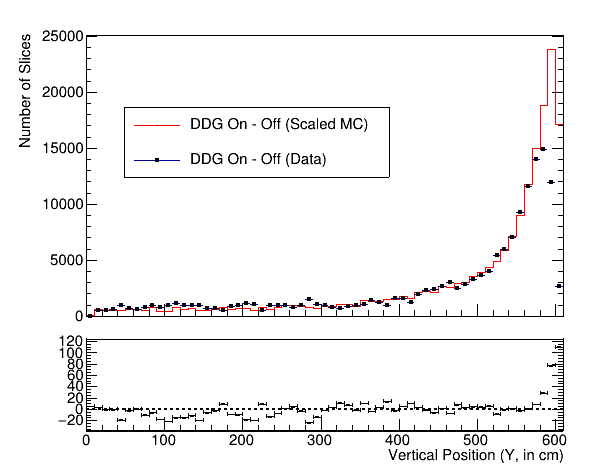 Number of Slices
25000
20000
15000
10000
5000
0
DDG On - Off (Scaled MC)
DDG On - Off (Data)
120
100
80
60
40
20
0
−20
0 100 200 300 400 500 600
Vertical Position (Y, in cm)